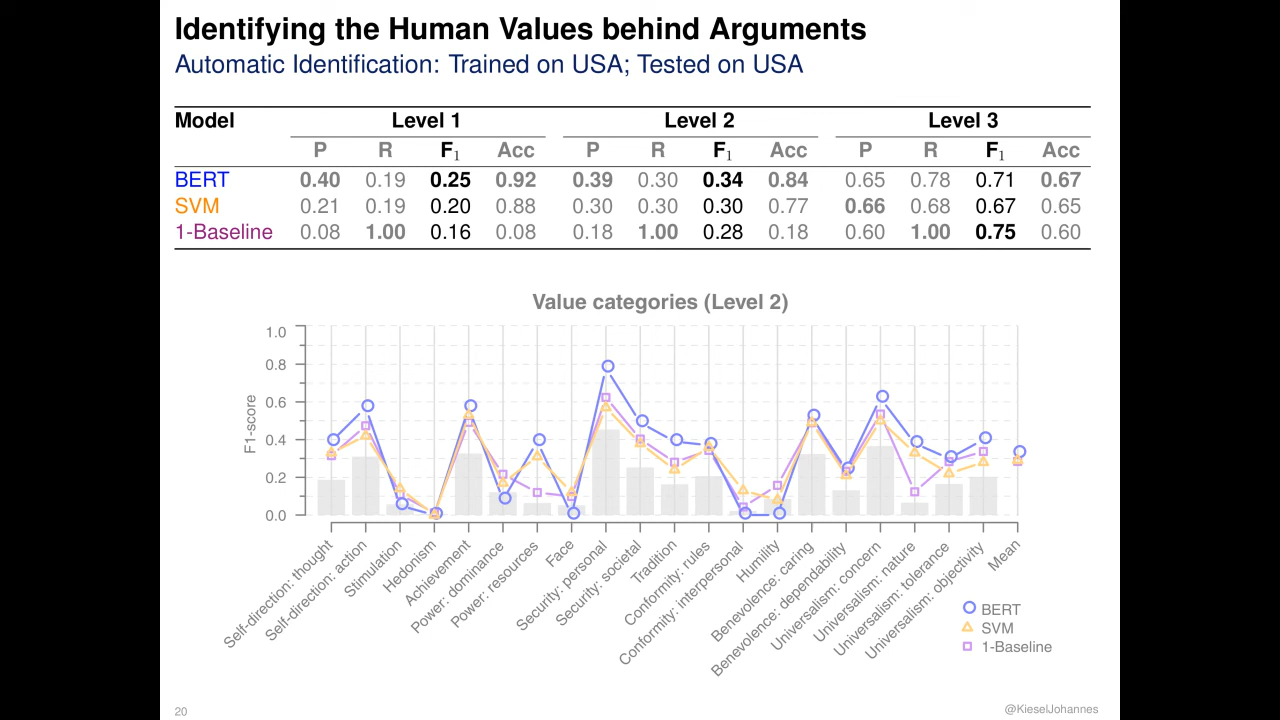 Identifying the Human Values behind Arguments
Automatic Identification: Trained on USA; Tested on USA
Model Level 1 Level 2 Level 3
P R F1 Acc P R F1 Acc P R F1 Acc
BERT 0.40 0.19 0.25 0.92 0.39 0.30 0.34 0.84 0.65 0.78 0.71 0.67
SVM 0.21 0.19 0.20 0.88 0.30 0.30 0.30 0.77 0.66 0.68 0.67 0.65
1-Baseline 0.08 1.00 0.16 0.08 0.18 1.00 0.28 0.18 0.60 1.00 0.75 0.60
Value categories (Level 2)
F1-score
1.0
0.8
0.6
0.4
0.2
0.0
Self-direction: thought
Self-direction: action
Stimulation
Hedonism
Achievement
Power: dominance
Power: resources
Face
Security: personal
Security: societal
Tradition
Conformity: rules
Conformity: interpersonal
Humility
Benevolence: caring
Benevolence: dependability
Universalism: concern
Universalism: nature
Universalism: tolerance
Universalism: objectivity
Mean
BERT
SVM
1-Baseline
20
@KieselJohannes